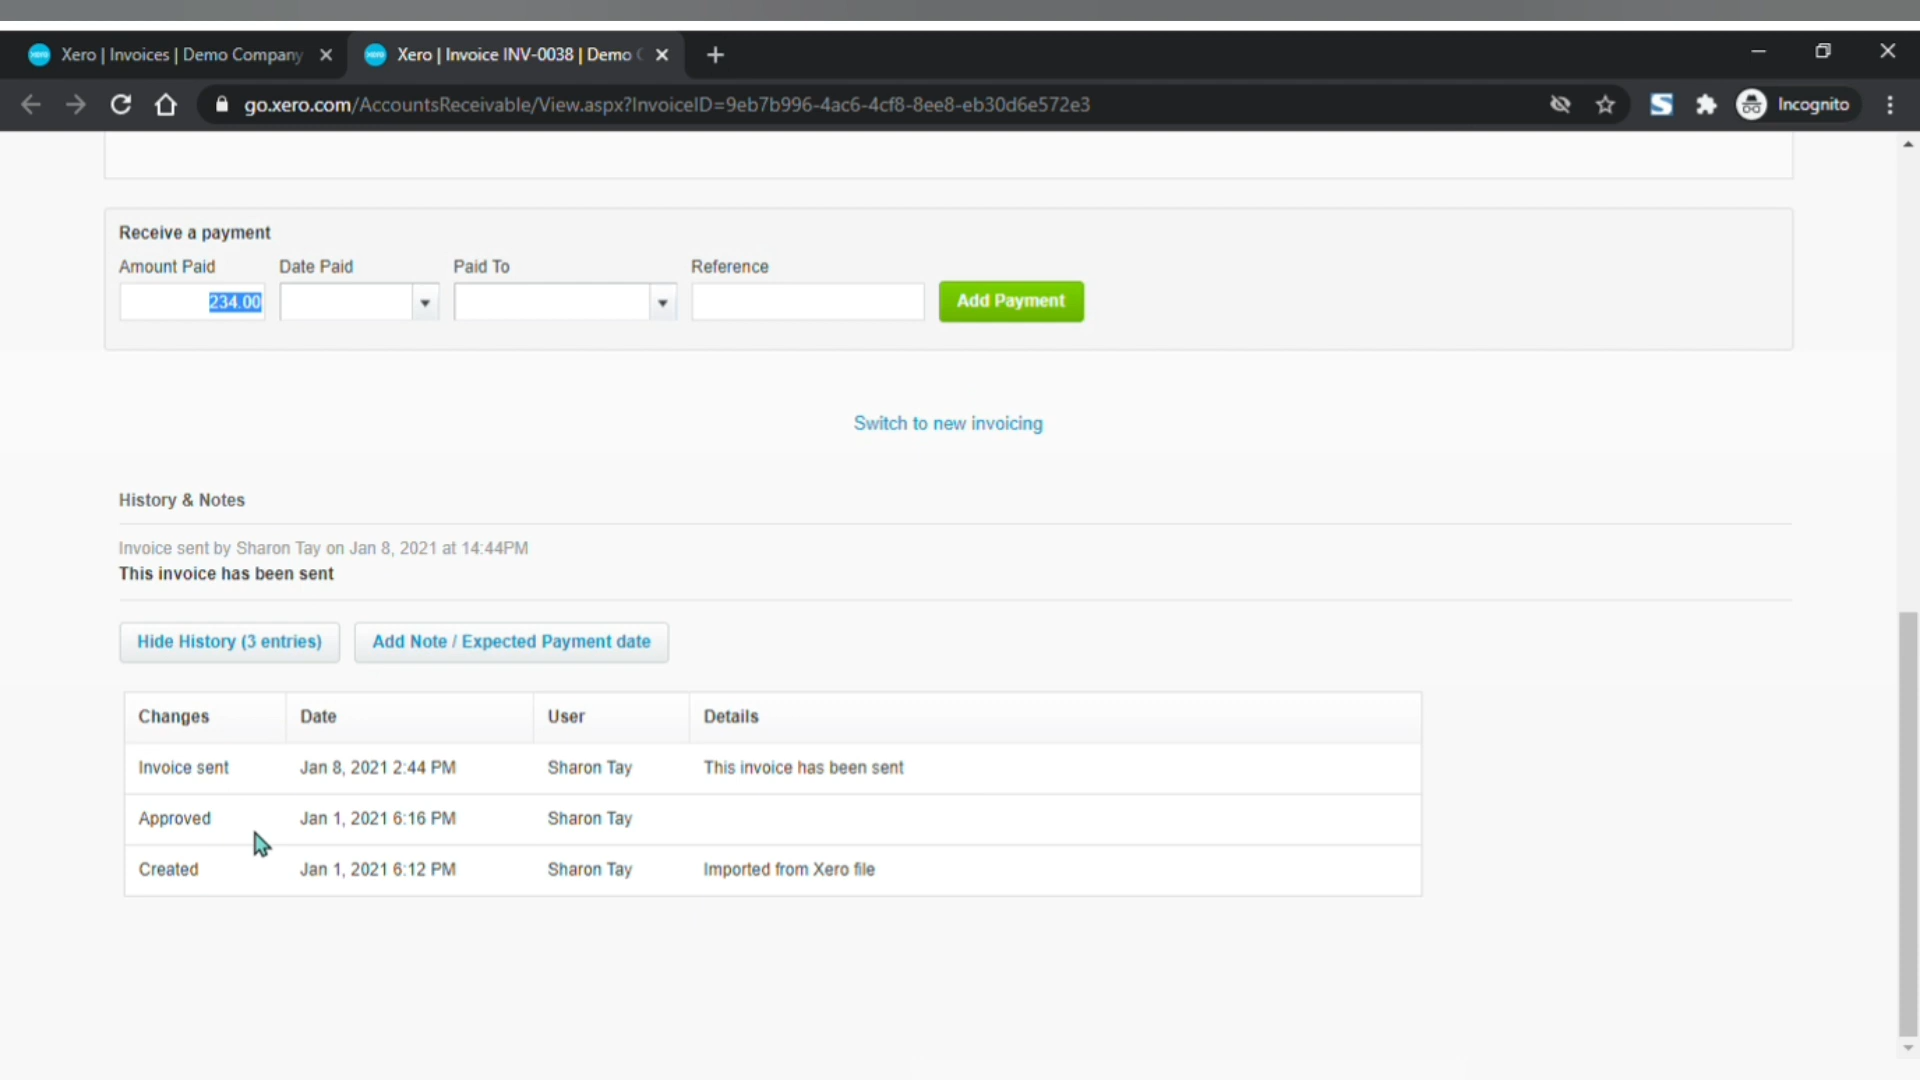 Xero | Invoices | Demo Company
Xero | Invoice INV-0038 | Demo
go.xero.com/AccountsReceivable/View.aspx?InvoiceID=9eb7b996-4ac6-4cf8-8ee8-eb30d6e572e3
S
Incognito
Receive a payment
Amount Paid Date Paid Paid To Reference
234.00 Add Payment
Switch to new invoicing
History & Notes
Invoice sent by Sharon Tay on Jan 8, 2021 at 14:44PM
This invoice has been sent
Hide History (3 entries) Add Note / Expected Payment date
Changes Date User Details
Invoice sent Jan 8, 2021 2:44 PM Sharon Tay This invoice has been sent
Approved Jan 1, 2021 6:16 PM Sharon Tay
Created Jan 1, 2021 6:12 PM Sharon Tay Imported from Xero file